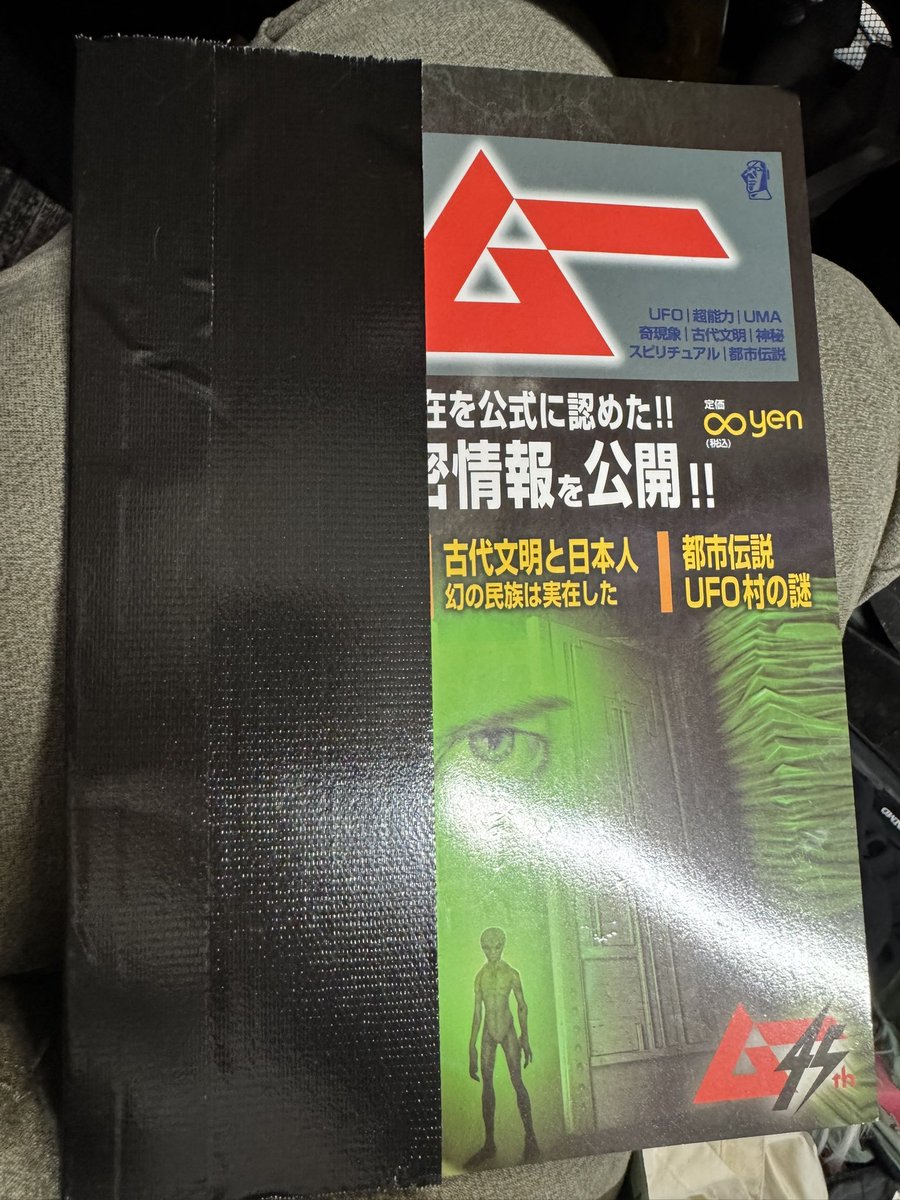 ムー
UFO|超能力|UMA
奇現象|古代文明|神秘
スピリチュアル|都市伝説
在を公式に認めた!!
定価
∞yen
(税込)
密情報を公開!!
古代文明と日本人
幻の民族は実在した
都市伝説
UFO村の謎
ムー 45th